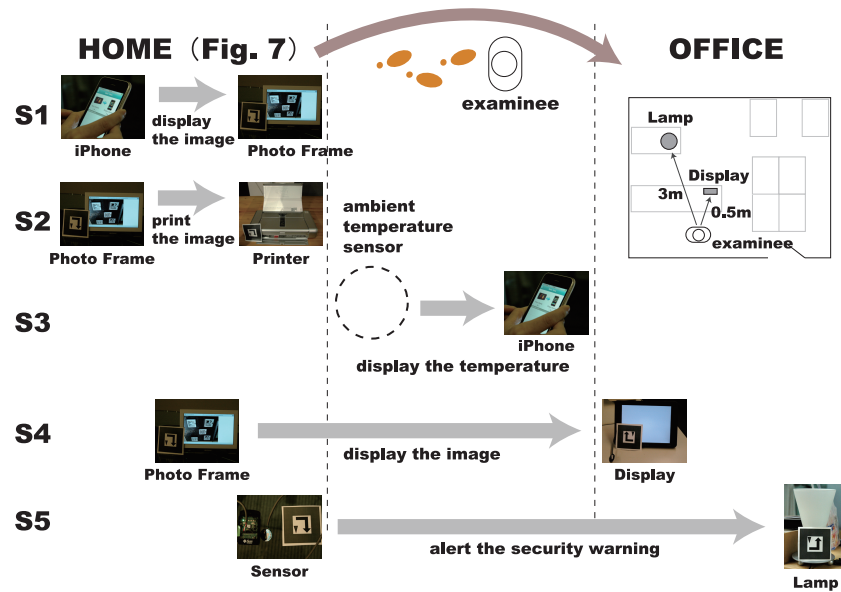 HOME (Fig. 7)
OFFICE
examinee
S1
iPhone
display
the image
Photo Frame
Lamp
Display
3m
0.5m
examinee
S2
Photo Frame
print
the image
Printer
ambient
temperature
sensor
S3
iPhone
display the temperature
S4
Photo Frame
display the image
Display
S5
Sensor
alert the security warning
Lamp